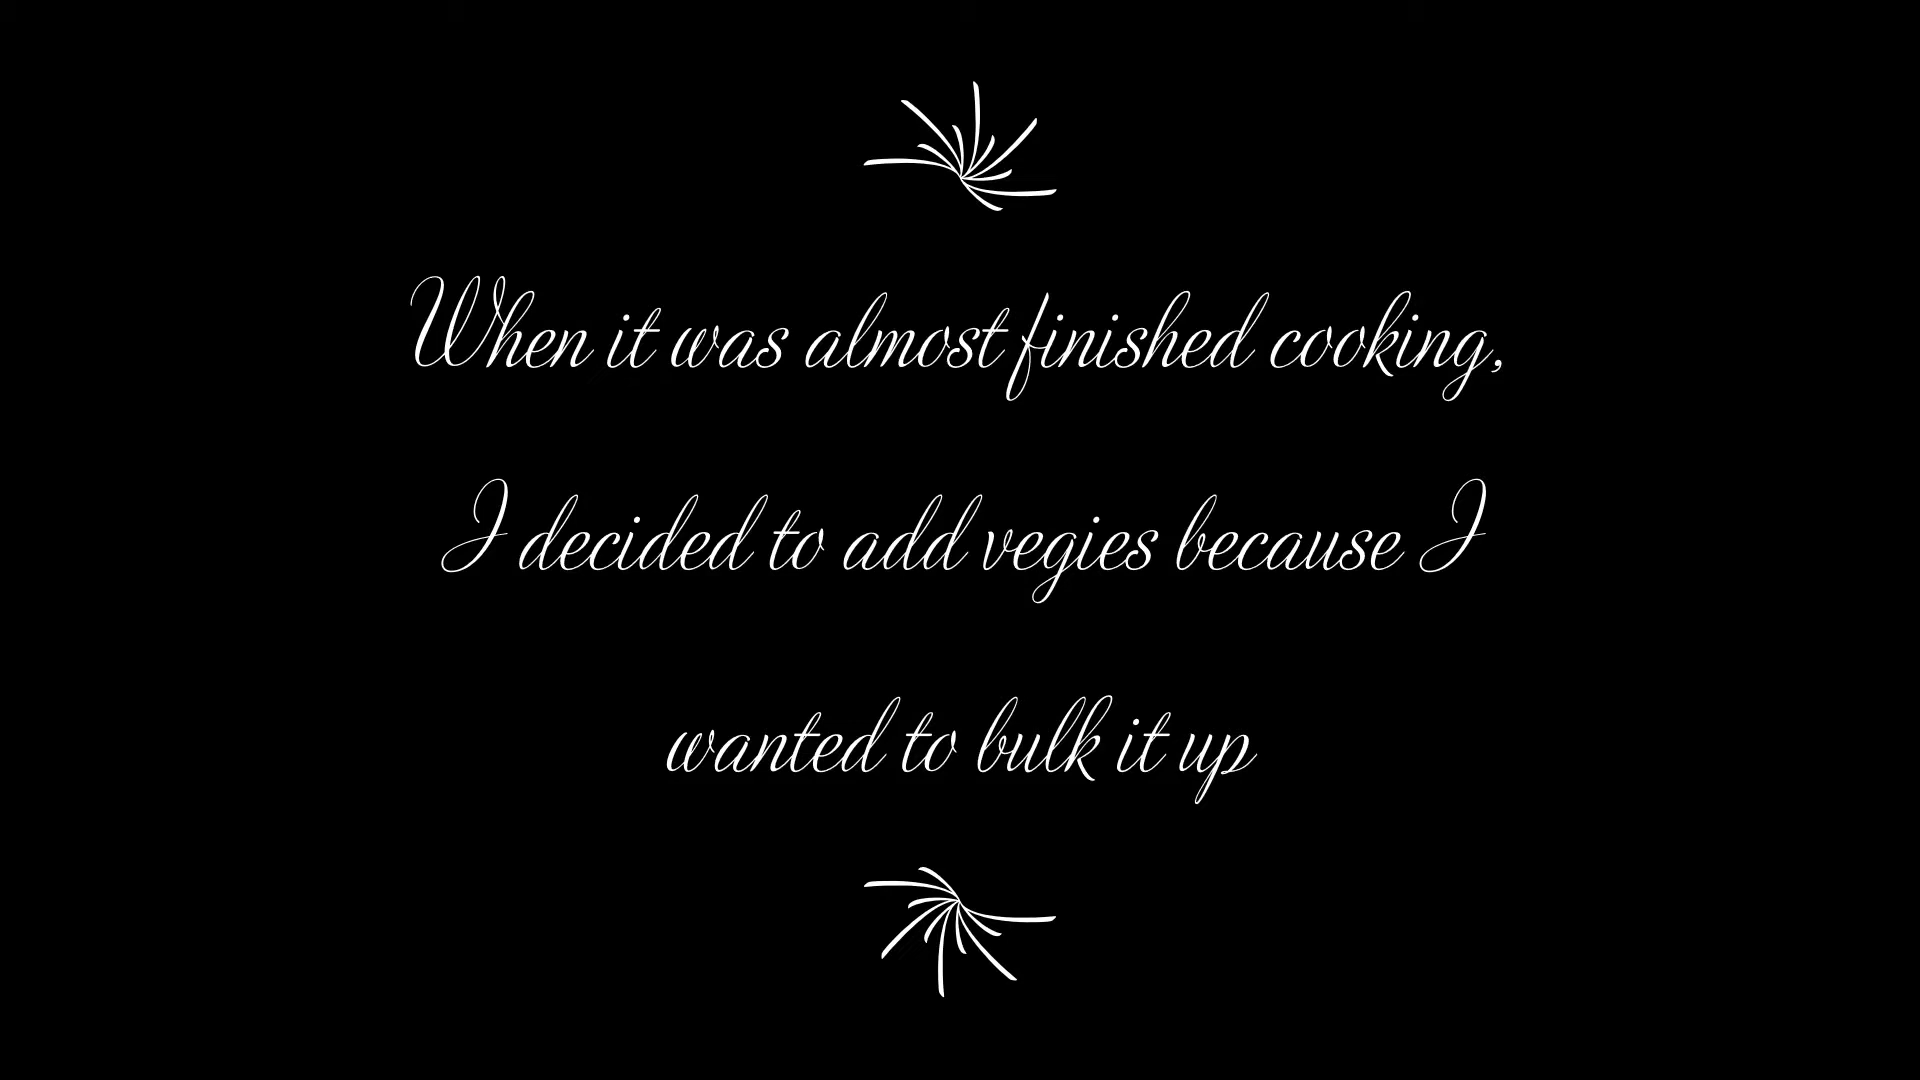 When it was almost finished cooking,
I decided to add vegies because I
wanted to bulk it up